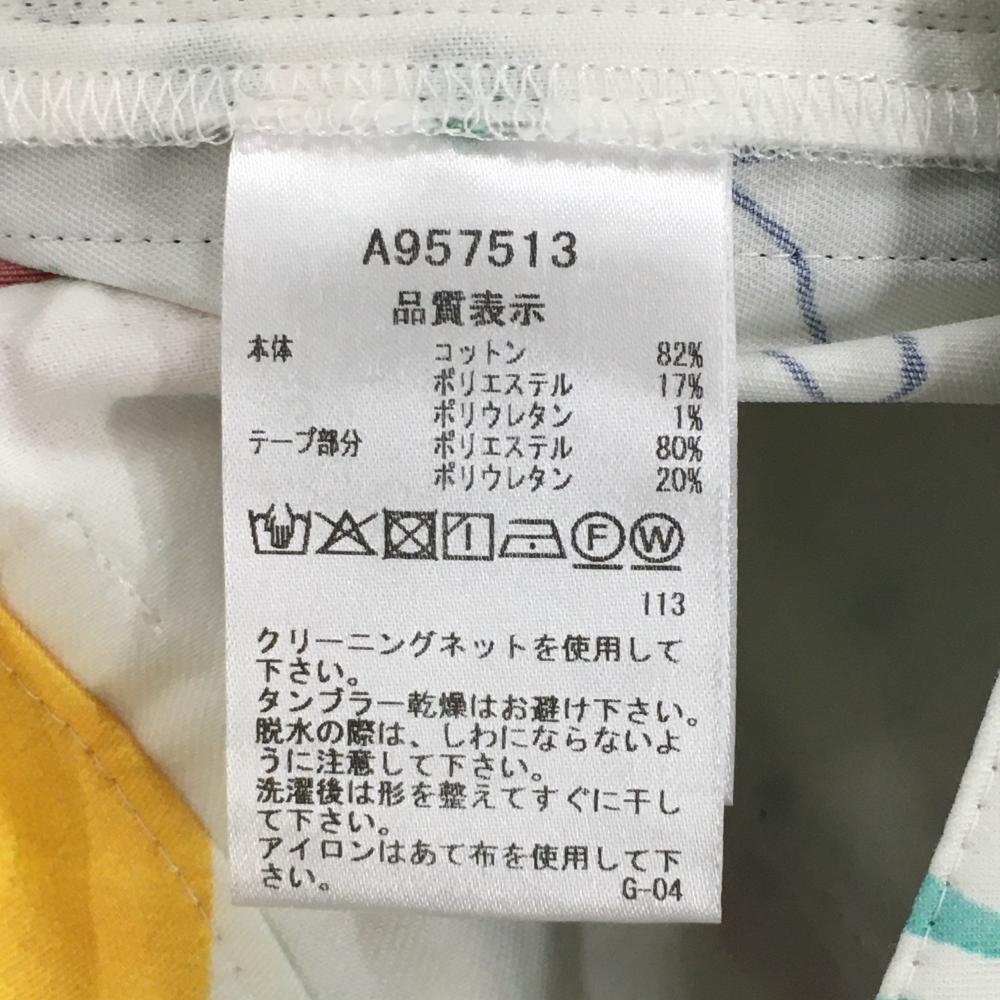 A957513
品質表示
本体 コットン 82%
ポリエステル 17%
ポリウレタン 1%
テープ部分 ポリエステル 80%
ポリウレタン 20%
F W
113
クリーニングネットを使用して
下さい。
タンブラー乾燥はお避け下さい。
脱水の際は、しわにならないよ
うに注意して下さい。
洗濯後は形を整えてすぐに干し
て下さい。
アイロンはあて布を使用して下
さい。
G-04